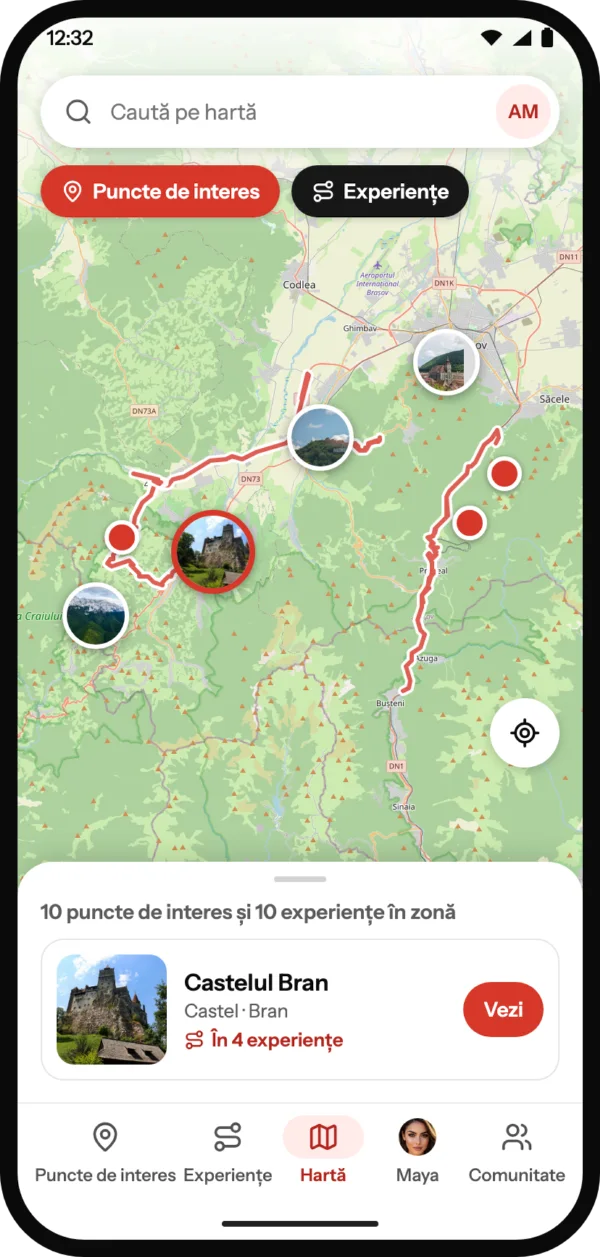 12:32
Caută pe hartă
AM
Puncte de interes
Experiențe
DN11
Aeroportul
Internațional
Brașov
DN1K
Codlea
Ghimbav
ov
Săcele
DN73A
DN73
a Craiului
Azuga
Bușteni
DN1
Sinaia
10 puncte de interes și 10 experiențe în zonă
Castelul Bran
Castel · Bran
În 4 experiențe
Vezi
Puncte de interes
Experiențe
Hartă
Maya
Comunitate